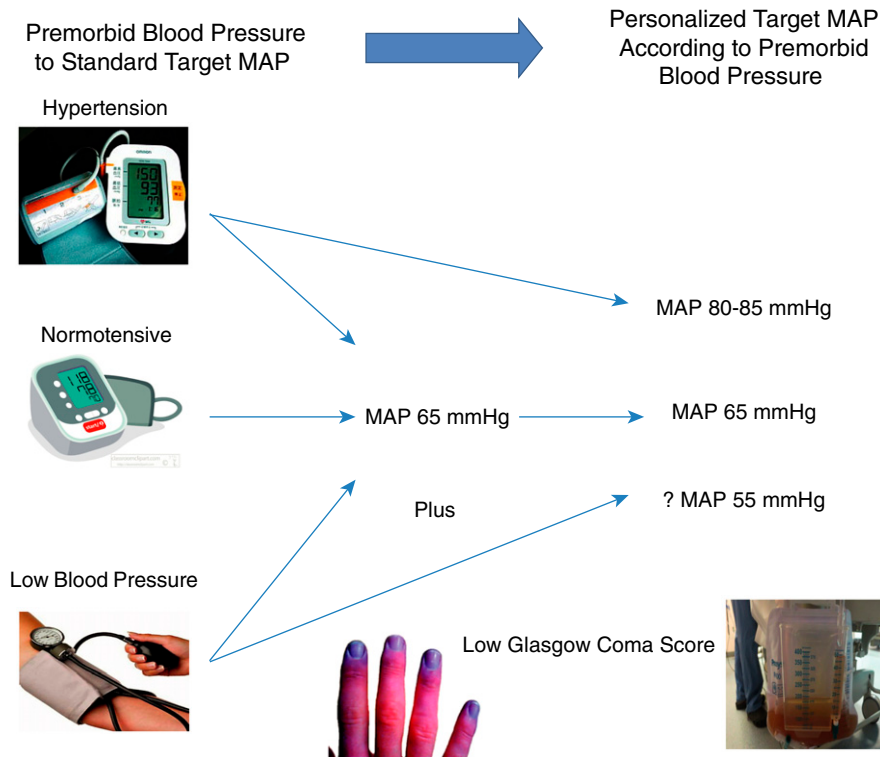 Premorbid Blood Pressure
to Standard Target MAP
Personalized Target MAP
According to Premorbid
Blood Pressure
Hypertension
150
93
77
MAP 80-85 mmHg
Normotensive
MAP 65 mmHg
MAP 65 mmHg
? MAP 55 mmHg
Plus
Low Blood Pressure
Low Glasgow Coma Score